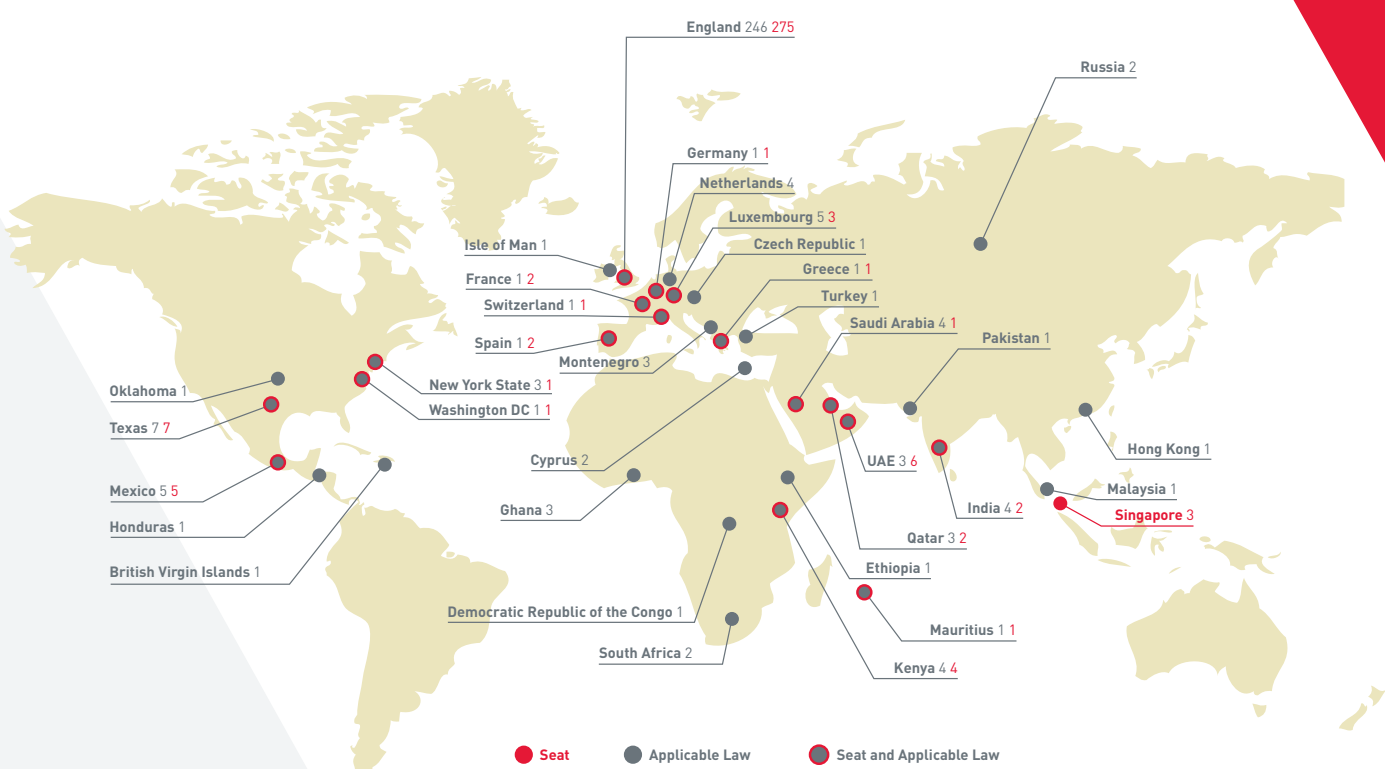 England 246 275
Russia 2
Germany 1 1
Netherlands 4
Luxembourg 5 3
Isle of Man 1
Czech Republic 1
France 1 2
Greece 1 1
Switzerland 1 1
Turkey 1
Saudi Arabia 4 1
Spain 1 2
Pakistan 1
Montenegro 3
Oklahoma 1
New York State 3 1
Washington DC 1 1
Texas 7 7
Hong Kong 1
Cyprus 2
UAE 3 6
Mexico 5 5
Malaysia 1
Ghana 3
India 4 2
Singapore 3
Honduras 1
Qatar 3 2
British Virgin Islands 1
Ethiopia 1
Democratic Republic of the Congo 1
Mauritius 1 1
South Africa 2
Kenya 4 4
Seat
Applicable Law
Seat and Applicable Law